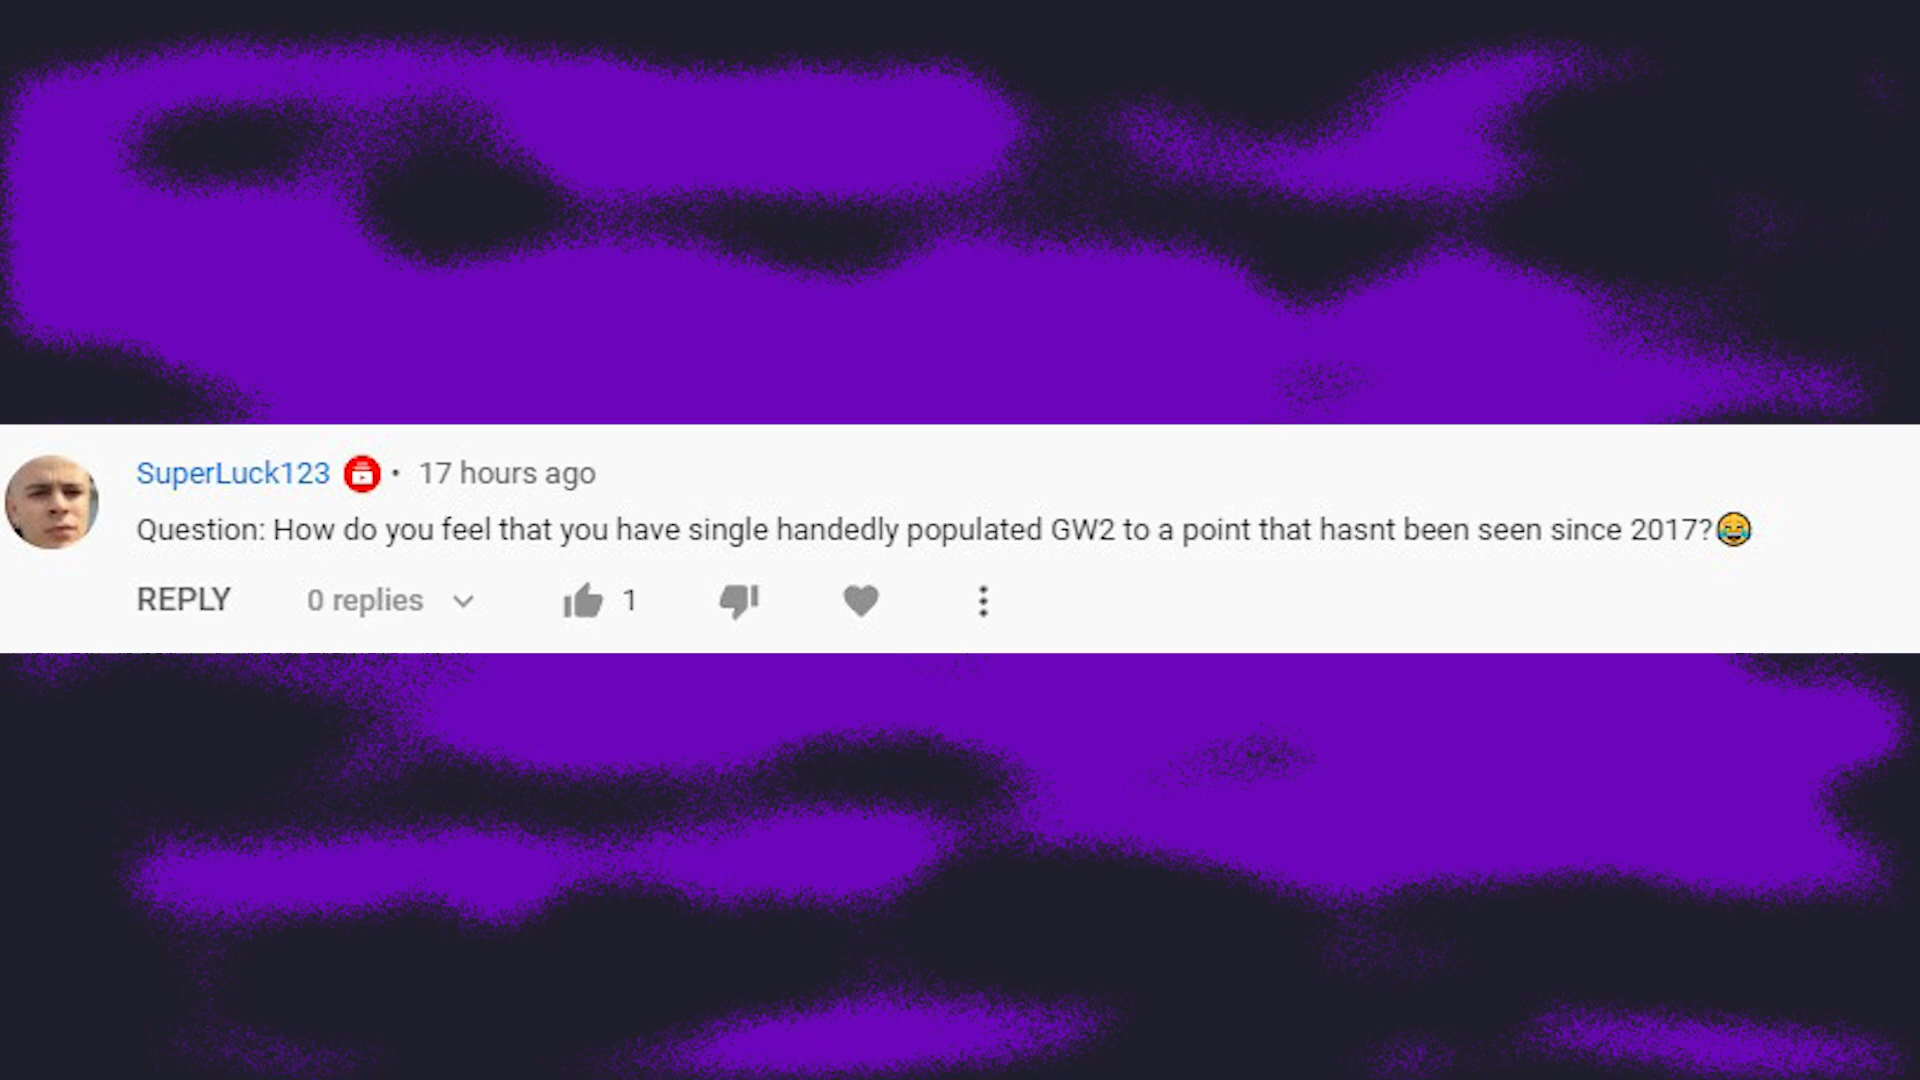 SuperLuck123 • 17 hours ago
Question: How do you feel that you have single handedly populated GW2 to a point that hasnt been seen since 2017?😂
REPLY 0 replies 1